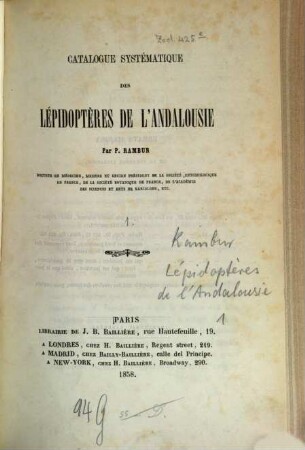 Zool 425 s
CATALOGUE SYSTÉMATIQUE
DES
LÉPIDOPTÈRES DE L'ANDALOUSIE
Par P. RAMBUR
DOCTEUR EN MÉDECINE, MEMBRE ET ANCIEN PRÉSIDENT DE LA SOCIÉTÉ ENTOMOLOGIQUE
DE FRANCE, DE LA SOCIÉTÉ BOTANIQUE DE FRANCE, DE L'ACADÉMIE
DES SCIENCES ET ARTS DE BARCELONE, ETC.
1.
Rambur
Lépidoptères
de l'Andalousie
1
PARIS
LIBRAIRIE DE J. B. BAILLIÈRE, rue Hautefeuille, 19.
A LONDRES, CHEZ H. BAILLIÈRE, Regent street, 219.
A MADRID, CHEZ BAILLY-BAILLIÈRE, calle del Principe.
A NEW-YORK, CHEZ H. BAILLIÈRE, Broadway, 290.
1858.
94 g